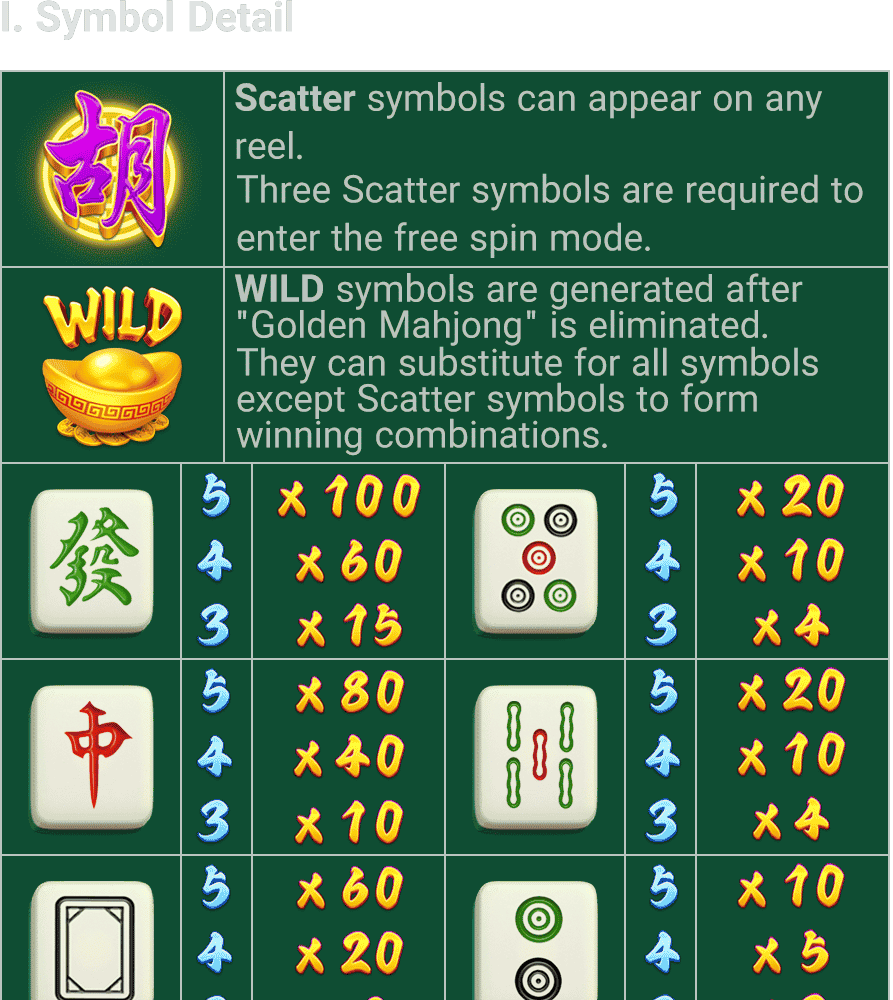 I. Symbol Detail
胡
Scatter symbols can appear on any
reel.
Three Scatter symbols are required to
enter the free spin mode.
WILD
WILD symbols are generated after
"Golden Mahjong" is eliminated.
They can substitute for all symbols
except Scatter symbols to form
winning combinations.
發
5 x 100
4 x 60
3 x 15
5 x 20
4 x 10
3 x 4
中
5 x 80
4 x 40
3 x 10
5 x 20
4 x 10
3 x 4
5 x 60
4 x 20
5 x 10
4 x 5